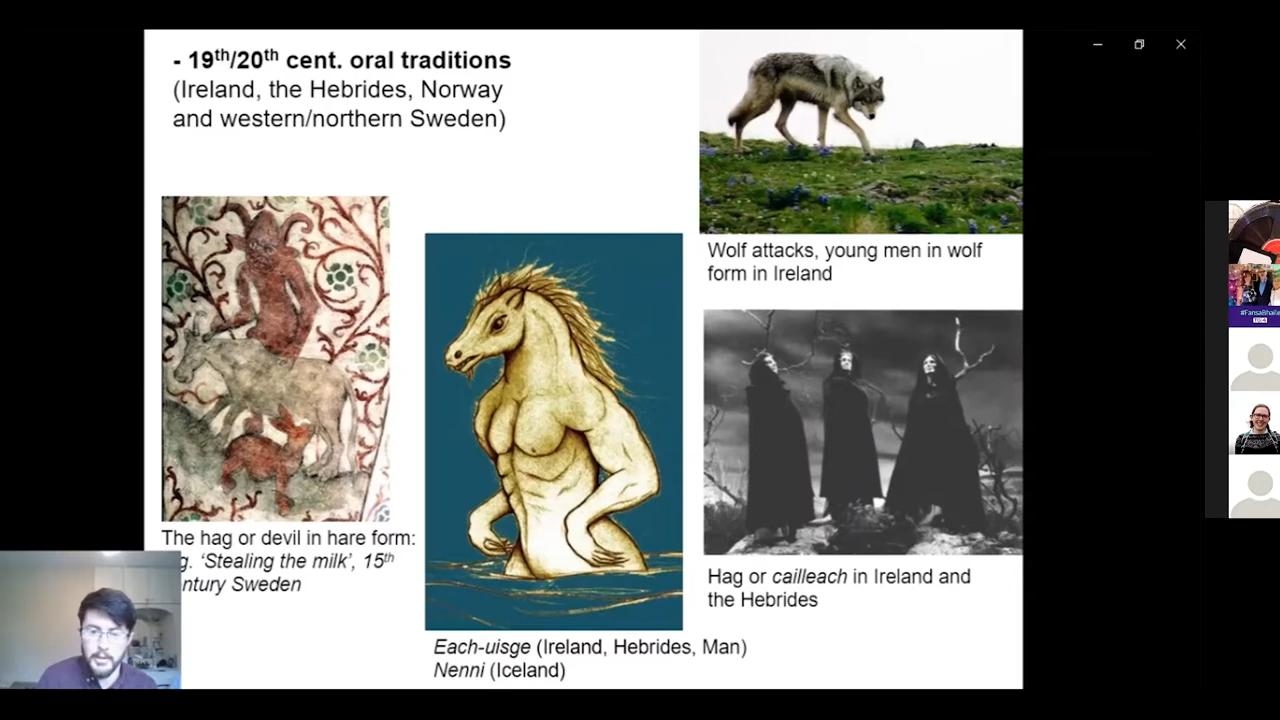 - 19th/20th cent. oral traditions
(Ireland, the Hebrides, Norway
and western/northern Sweden)
Wolf attacks, young men in wolf
form in Ireland
The hag or devil in hare form:
g. ‘Stealing the milk’, 15th
ntury Sweden
Hag or cailleach in Ireland and
the Hebrides
Each-uisge (Ireland, Hebrides, Man)
Nenni (Iceland)